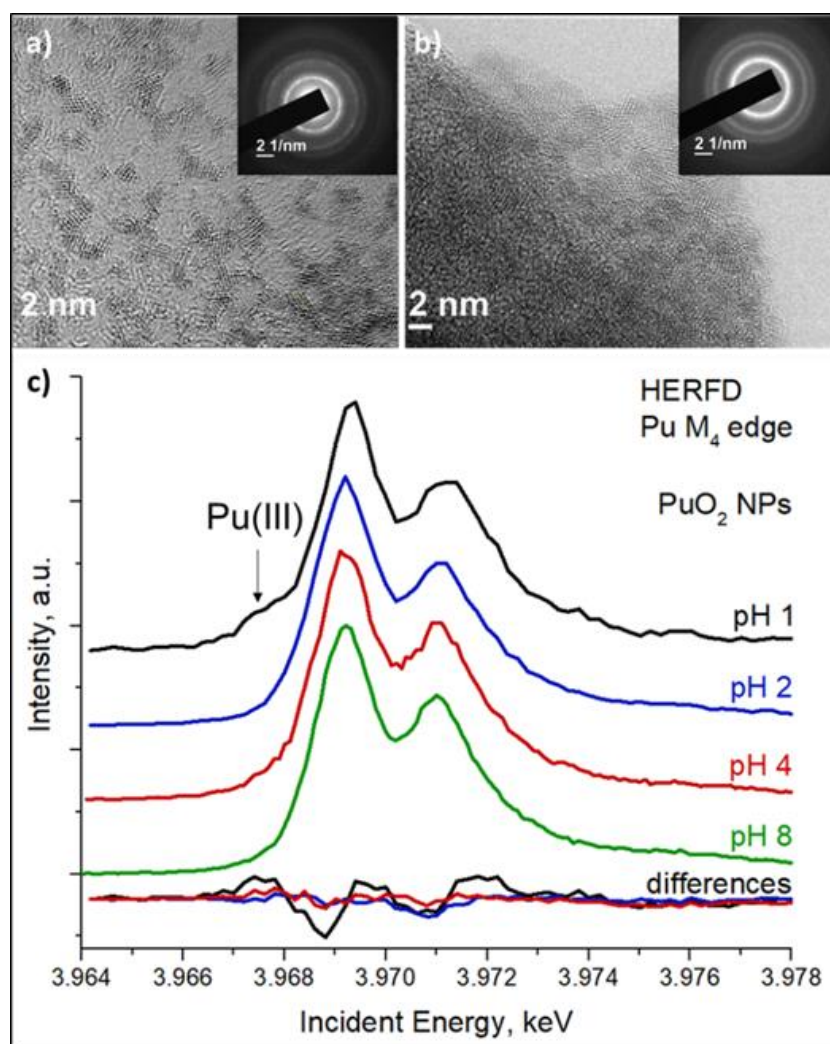 a)
2 1/nm
2 nm
b)
2 1/nm
2 nm
c)
HERFD
Pu M₄ edge
PuO₂ NPs
Pu(III)
pH 1
pH 2
pH 4
pH 8
differences
Intensity, a.u.
3.964 3.966 3.968 3.970 3.972 3.974 3.976 3.978
Incident Energy, keV